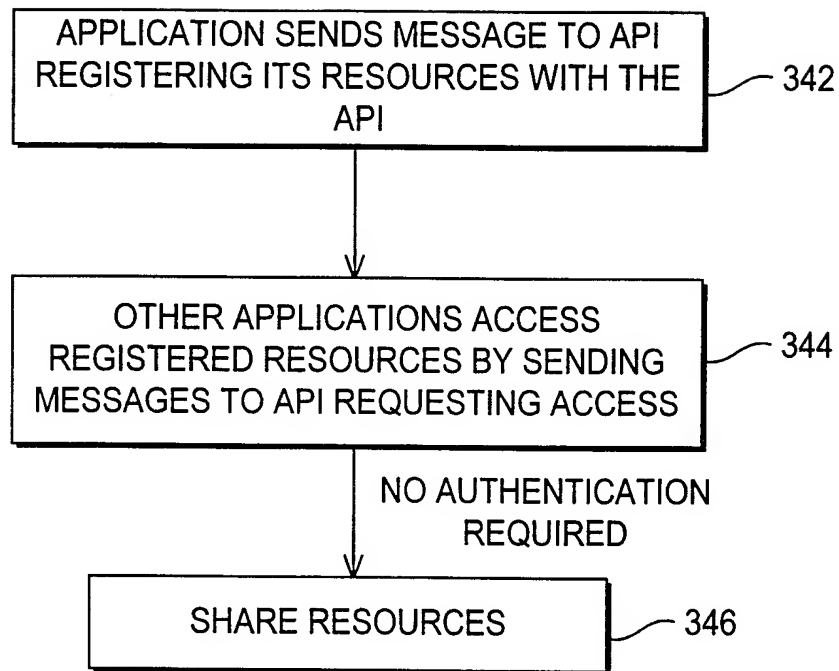 APPLICATION SENDS MESSAGE TO API
REGISTERING ITS RESOURCES WITH THE
API
342
OTHER APPLICATIONS ACCESS
REGISTERED RESOURCES BY SENDING
MESSAGES TO API REQUESTING ACCESS
344
NO AUTHENTICATION
REQUIRED
SHARE RESOURCES
346